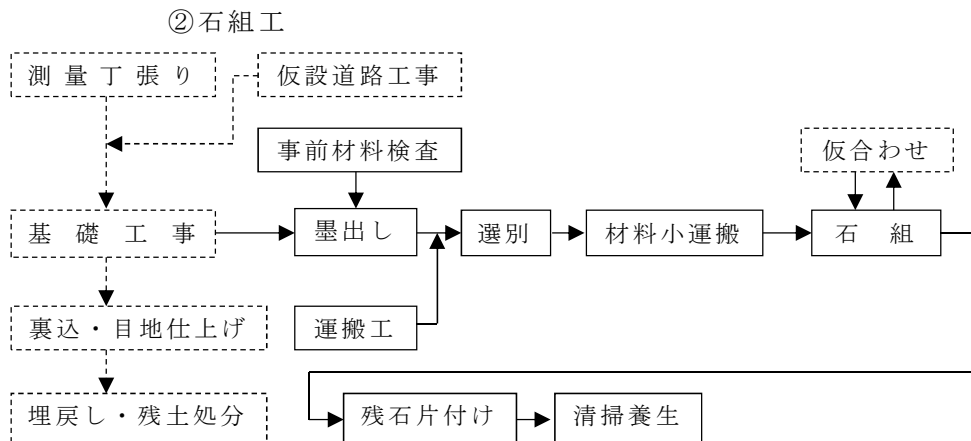 ②石組工
測量丁張り
仮設道路工事
事前材料検査
仮合わせ
基礎工事
墨出し
選別
材料小運搬
石組
裏込・目地仕上げ
運搬工
埋戻し・残土処分
残石片付け
清掃養生